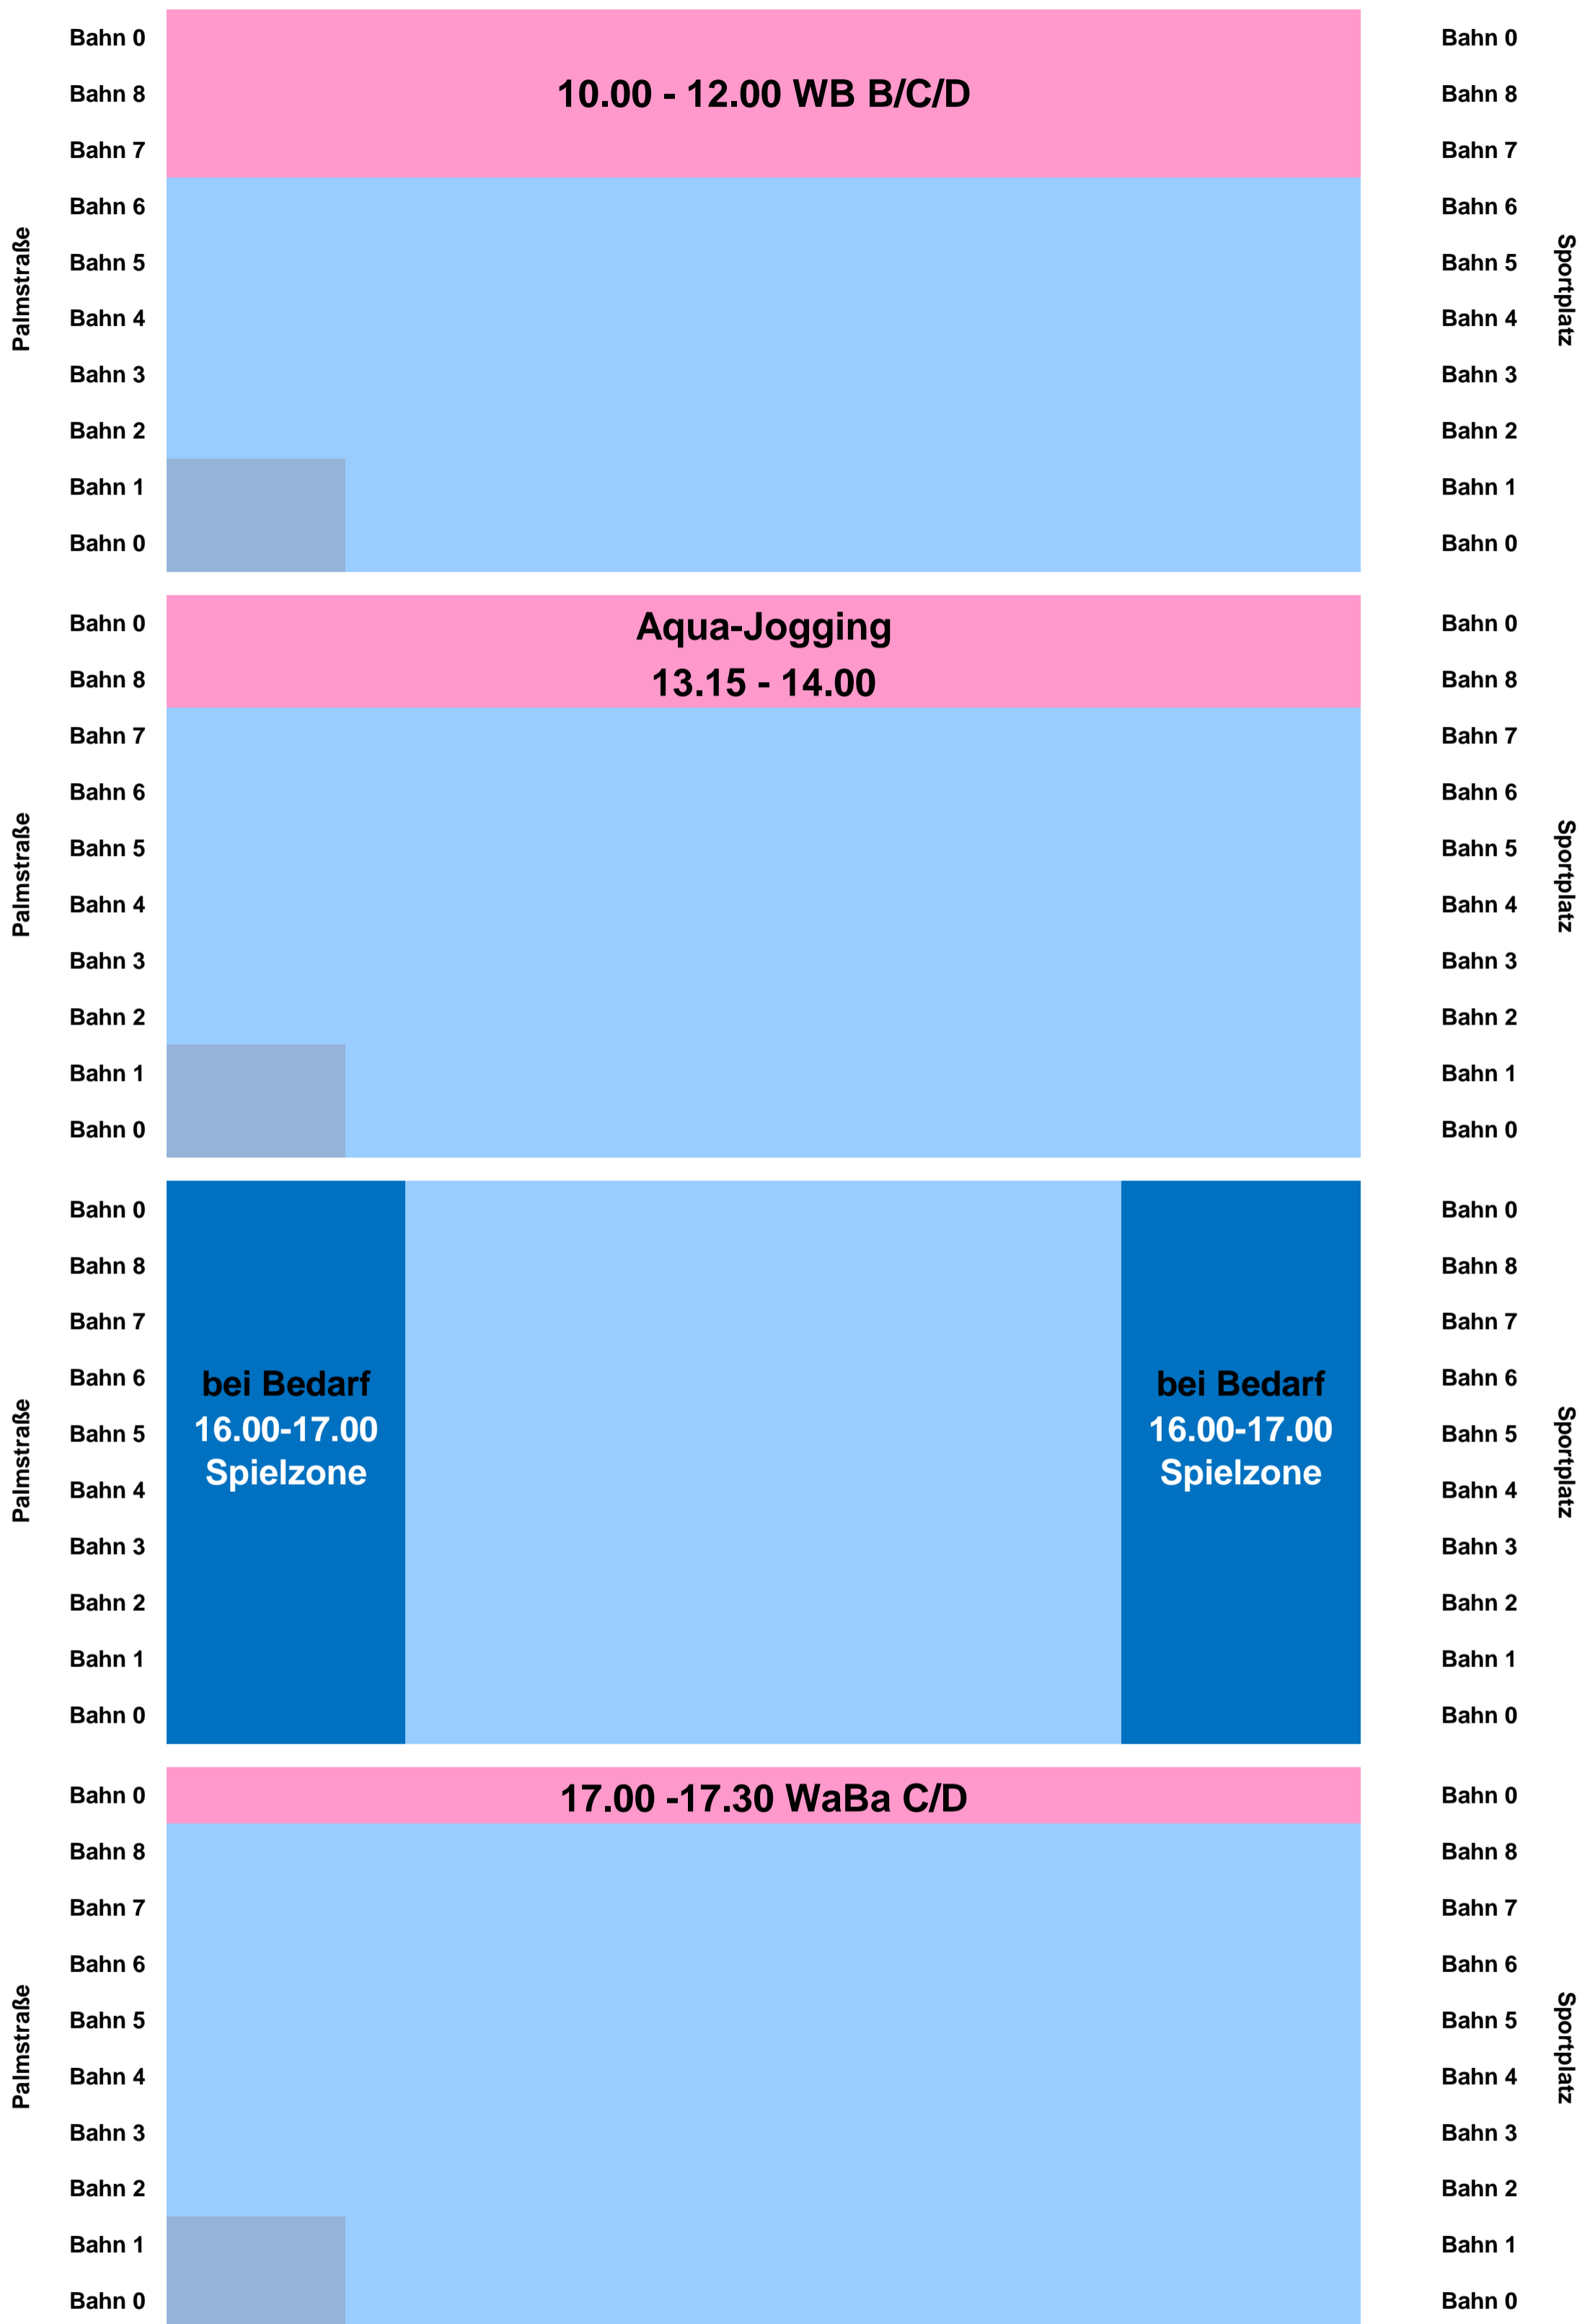 Bahn 0 Bahn 0
Bahn 8 10.00 - 12.00 WB B/C/D Bahn 8
Bahn 7 Bahn 7
Bahn 6 Bahn 6
Bahn 5 Bahn 5
Palmstraße Sportplatz
Bahn 4 Bahn 4
Bahn 3 Bahn 3
Bahn 2 Bahn 2
Bahn 1 Bahn 1
Bahn 0 Bahn 0
Bahn 0 Aqua-Jogging Bahn 0
Bahn 8 13.15 - 14.00 Bahn 8
Bahn 7 Bahn 7
Bahn 6 Bahn 6
Bahn 5 Bahn 5
Palmstraße Sportplatz
Bahn 4 Bahn 4
Bahn 3 Bahn 3
Bahn 2 Bahn 2
Bahn 1 Bahn 1
Bahn 0 Bahn 0
Bahn 0 Bahn 0
Bahn 8 Bahn 8
Bahn 7 Bahn 7
Bahn 6 bei Bedarf bei Bedarf Bahn 6
Bahn 5 16.00-17.00 16.00-17.00 Bahn 5
Palmstraße Sportplatz
Bahn 4 Spielzone Spielzone Bahn 4
Bahn 3 Bahn 3
Bahn 2 Bahn 2
Bahn 1 Bahn 1
Bahn 0 Bahn 0
Bahn 0 17.00 -17.30 WaBa C/D Bahn 0
Bahn 8 Bahn 8
Bahn 7 Bahn 7
Bahn 6 Bahn 6
Bahn 5 Bahn 5
Palmstraße Sportplatz
Bahn 4 Bahn 4
Bahn 3 Bahn 3
Bahn 2 Bahn 2
Bahn 1 Bahn 1
Bahn 0 Bahn 0